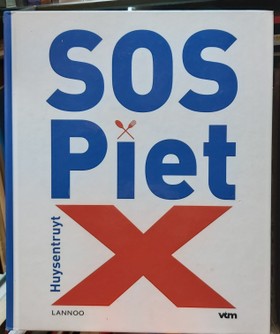 SOS
Piet
Huysentruyt
X
LANNOO
vtm